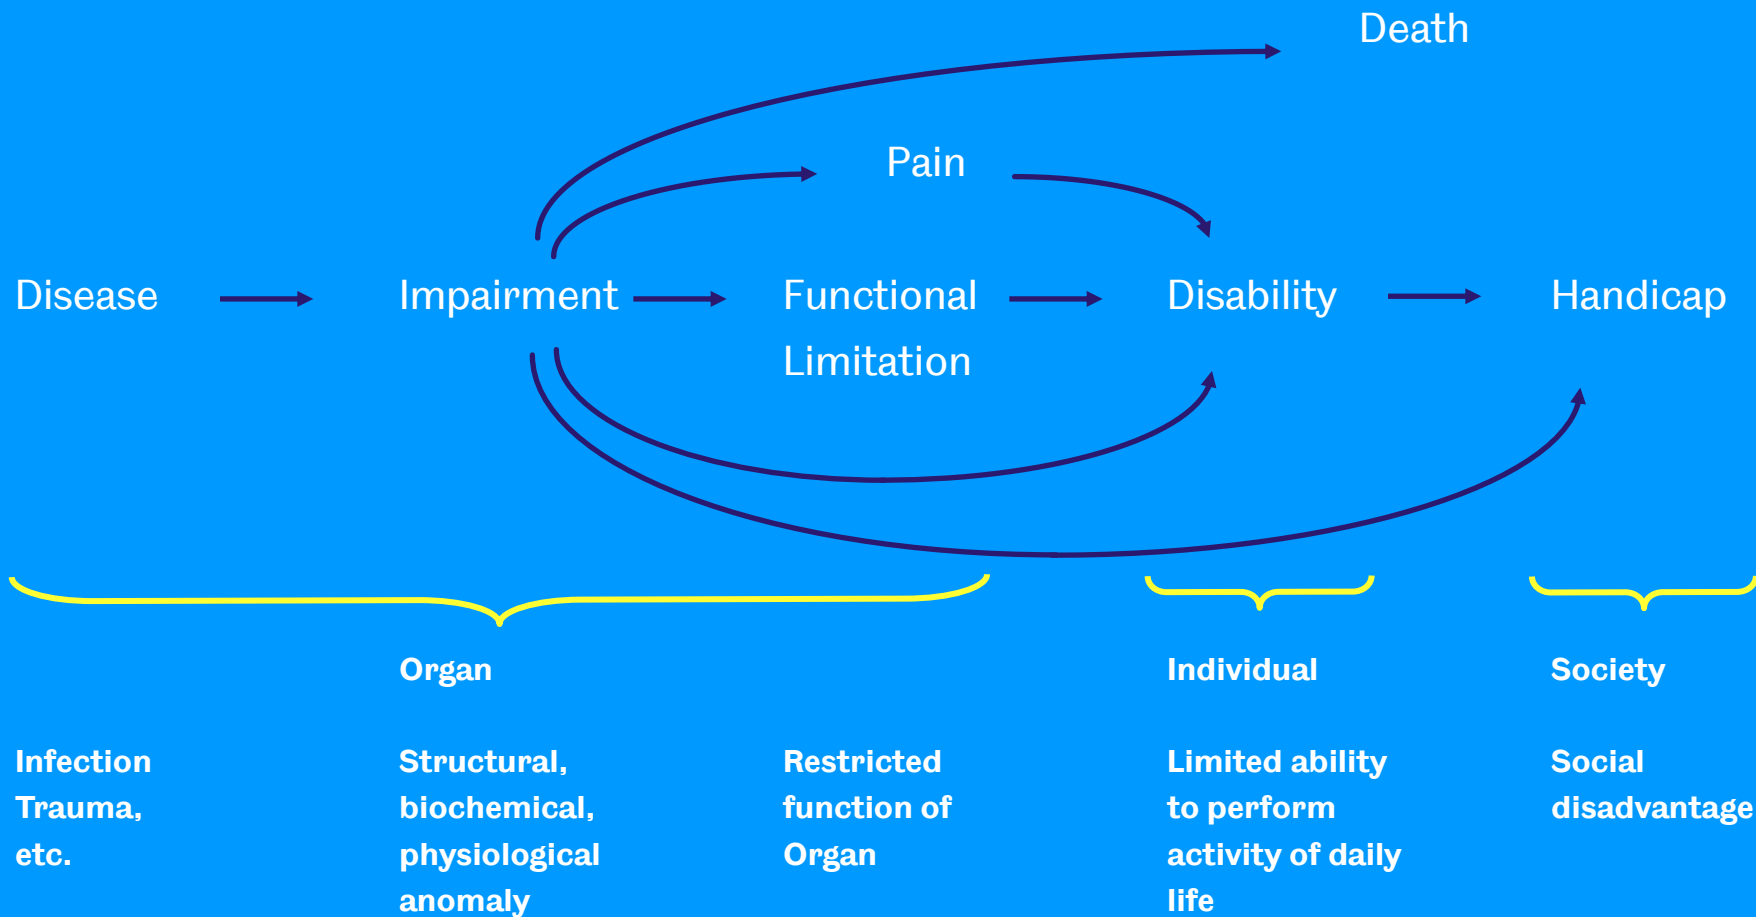 Death
Pain
Disease
Impairment
Functional
Limitation
Disability
Handicap
Organ
Individual
Society
Infection
Trauma,
etc.
Structural,
biochemical,
physiological
anomaly
Restricted
function of
Organ
Limited ability
to perform
activity of daily
life
Social
disadvantage